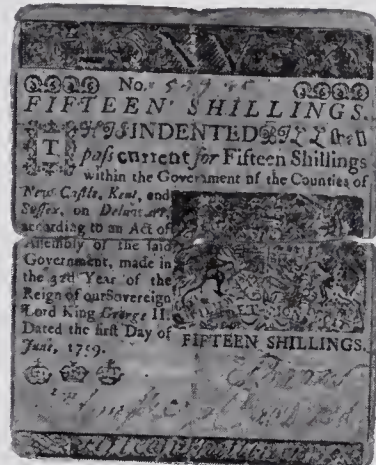 No.
FIFTEEN SHILLINGS.
THIS INDENTED BILL shall
pass current for Fifteen Shillings
within the Government of the Counties of
New Castle, Kent, and
Sussex, on Delaware,
according to an Act of
Assembly of the said
Government, made in
the 32d Year of the
Reign of our Sovereign
Lord King George II.
Dated the first Day of
June, 1759.
FIFTEEN SHILLINGS.